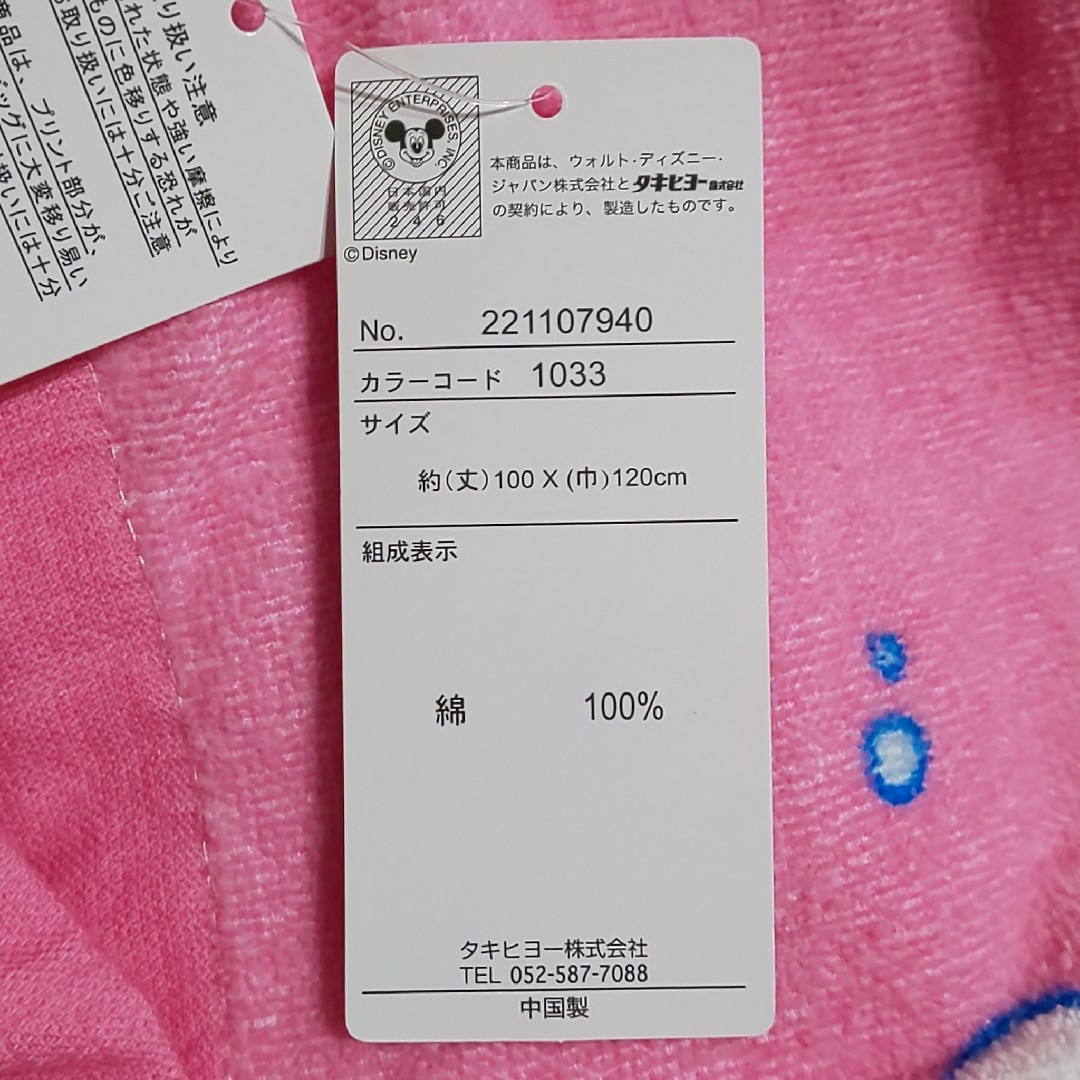 り扱い注意
れた状態や強い摩擦により
ものに色移りする恐れが
お取り扱いには十分ご注意
商品は、プリント部分が、
バッグに大変移り易い
扱いには十分
©DISNEY ENTERPRISES, INC
日本国内
販売許可
246
本商品は、ウォルト・ディズニー・
ジャパン株式会社とタキヒヨー株式会社
の契約により、製造したものです。
©Disney
No. 221107940
カラーコード 1033
サイズ
約(丈)100 X (巾)120cm
組成表示
綿 100%
タキヒヨー株式会社
TEL 052-587-7088
中国製